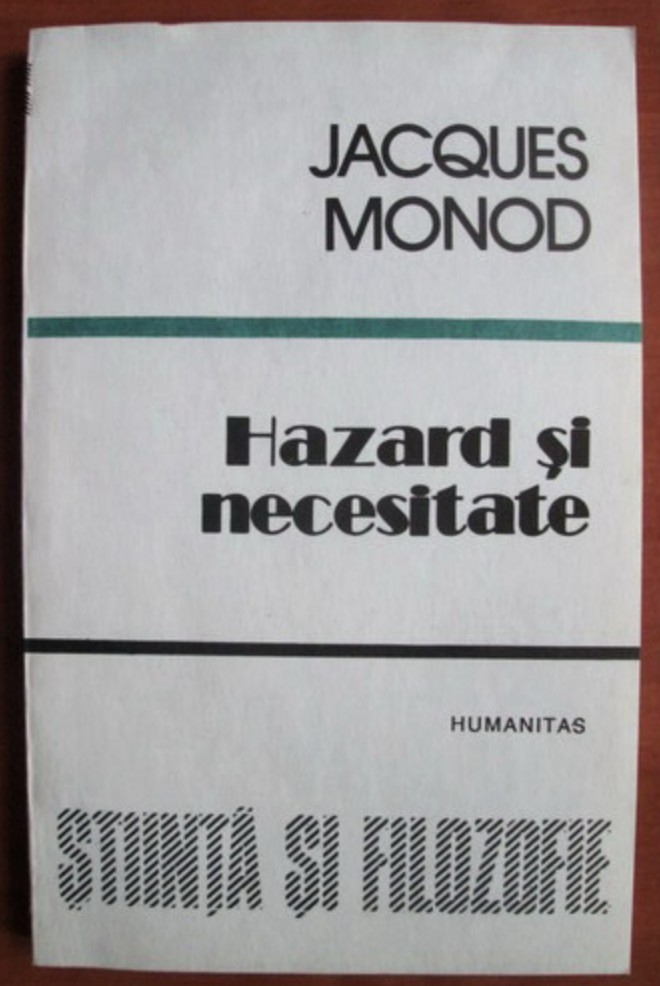 JACQUES
MONOD
Hazard şi
necesitate
HUMANITAS
ŞTIINŢĂ ŞI FILOZOFIE